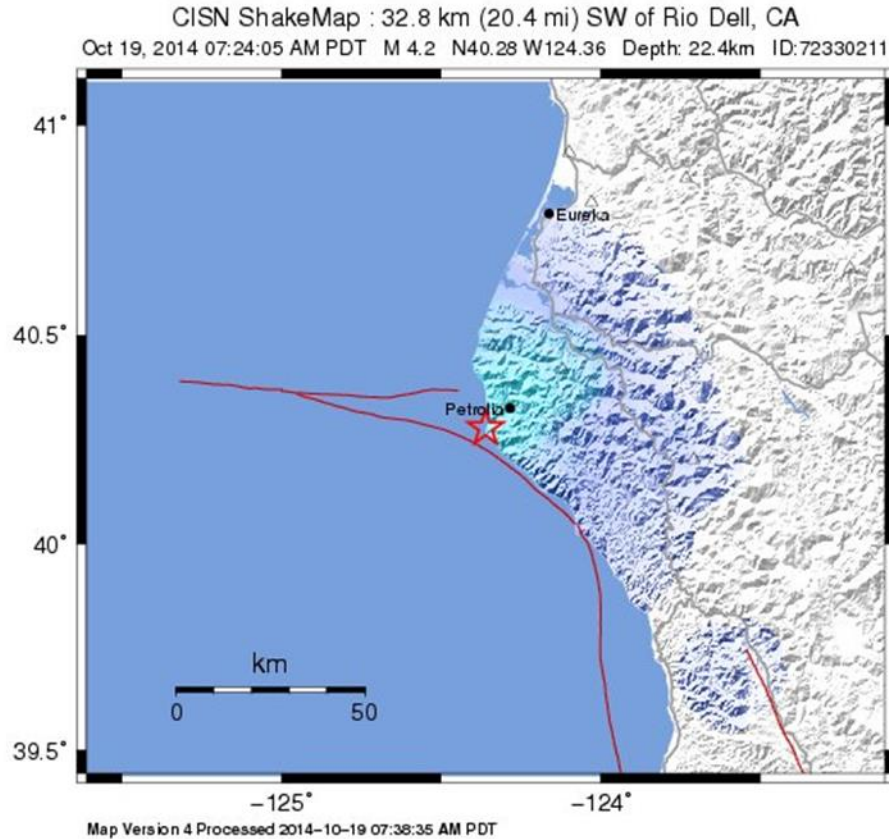 CISN ShakeMap : 32.8 km (20.4 mi) SW of Rio Dell, CA
Oct 19, 2014 07:24:05 AM PDT M 4.2 N40.28 W124.36 Depth: 22.4km ID:72330211
41°
Eureka
40.5°
Petrolia
40°
km
0 50
39.5°
−125° −124°
Map Version 4 Processed 2014−10−19 07:38:35 AM PDT